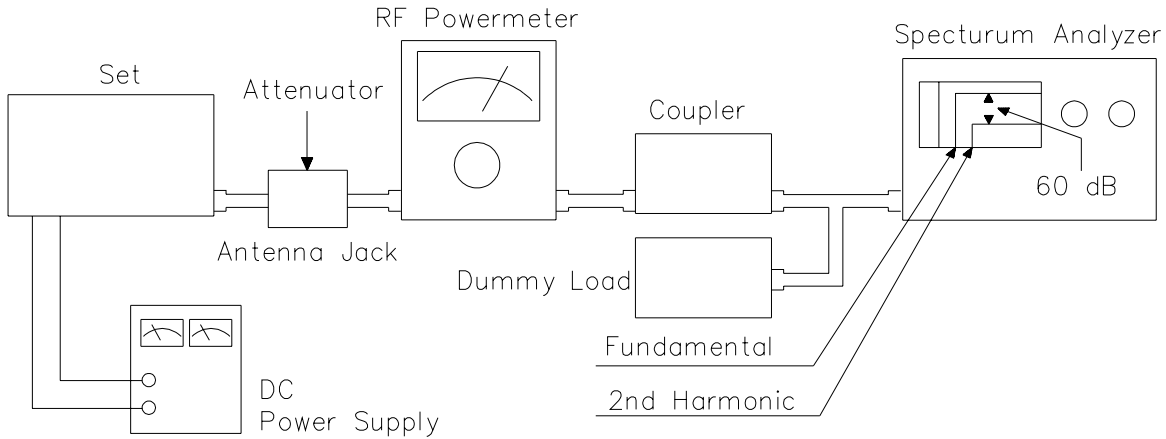 RF Powermeter
Specturum Analyzer
Set
Attenuator
Coupler
60 dB
Antenna Jack
Dummy Load
Fundamental
DC
Power Supply
2nd Harmonic